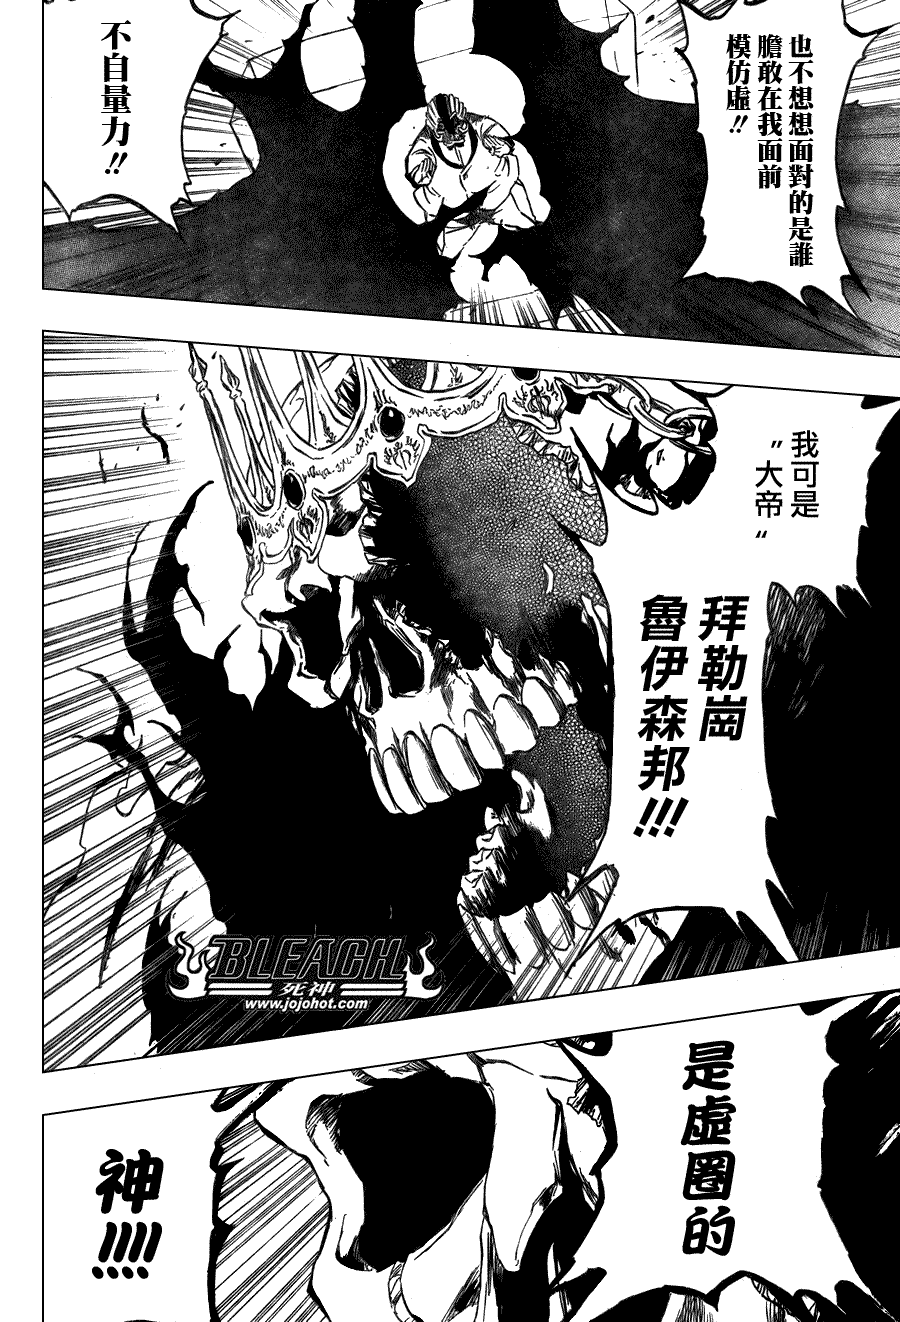 也不想想面對的是誰
膽敢在我面前
模仿虛!!
不自量力!!
我可是
"大帝"
拜勒崗
魯伊森邦!!!
BLEACH
死神
www.jojohot.com
是虛圈的
神!!!!